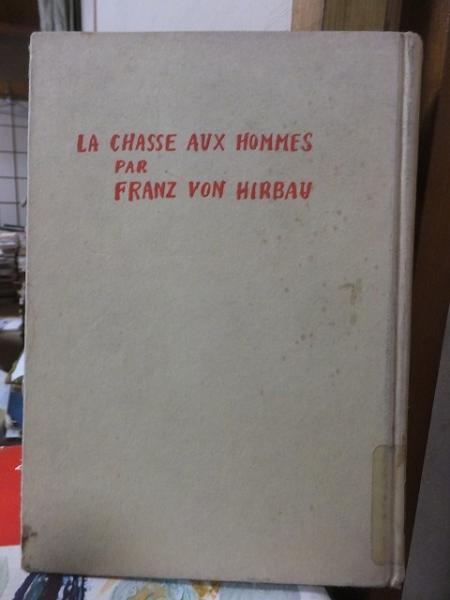 LA CHASSE AUX HOMMES
PAR
FRANZ VON HIRBAU